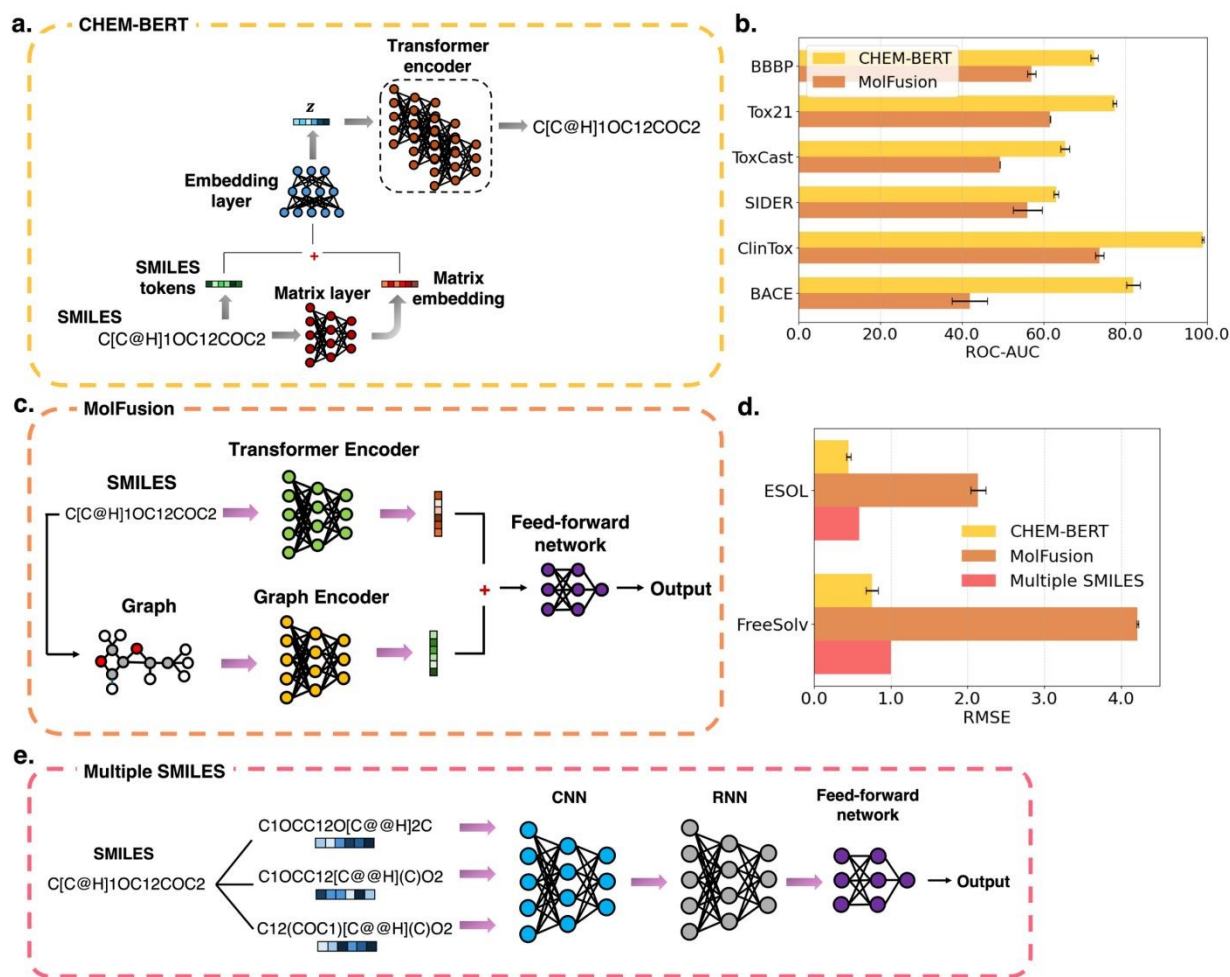 a.
CHEM-BERT
Transformer
encoder
z
C[C@H]1OC12COC2
Embedding
layer
+
SMILES
tokens
Matrix layer
Matrix
embedding
SMILES
C[C@H]1OC12COC2
b.
CHEM-BERT
MolFusion
BBBP
Tox21
ToxCast
SIDER
ClinTox
BACE
0.0 20.0 40.0 60.0 80.0 100.0
ROC-AUC
c.
MolFusion
Transformer Encoder
SMILES
C[C@H]1OC12COC2
Feed-forward
network
+
Output
Graph
Graph Encoder
d.
ESOL
FreeSolv
CHEM-BERT
MolFusion
Multiple SMILES
0.0 1.0 2.0 3.0 4.0
RMSE
e.
Multiple SMILES
CNN
RNN
Feed-forward
network
C1OCC12O[C@@H]2C
SMILES
C[C@H]1OC12COC2
C1OCC12[C@@H](C)O2
Output
C12(COC1)[C@@H](C)O2